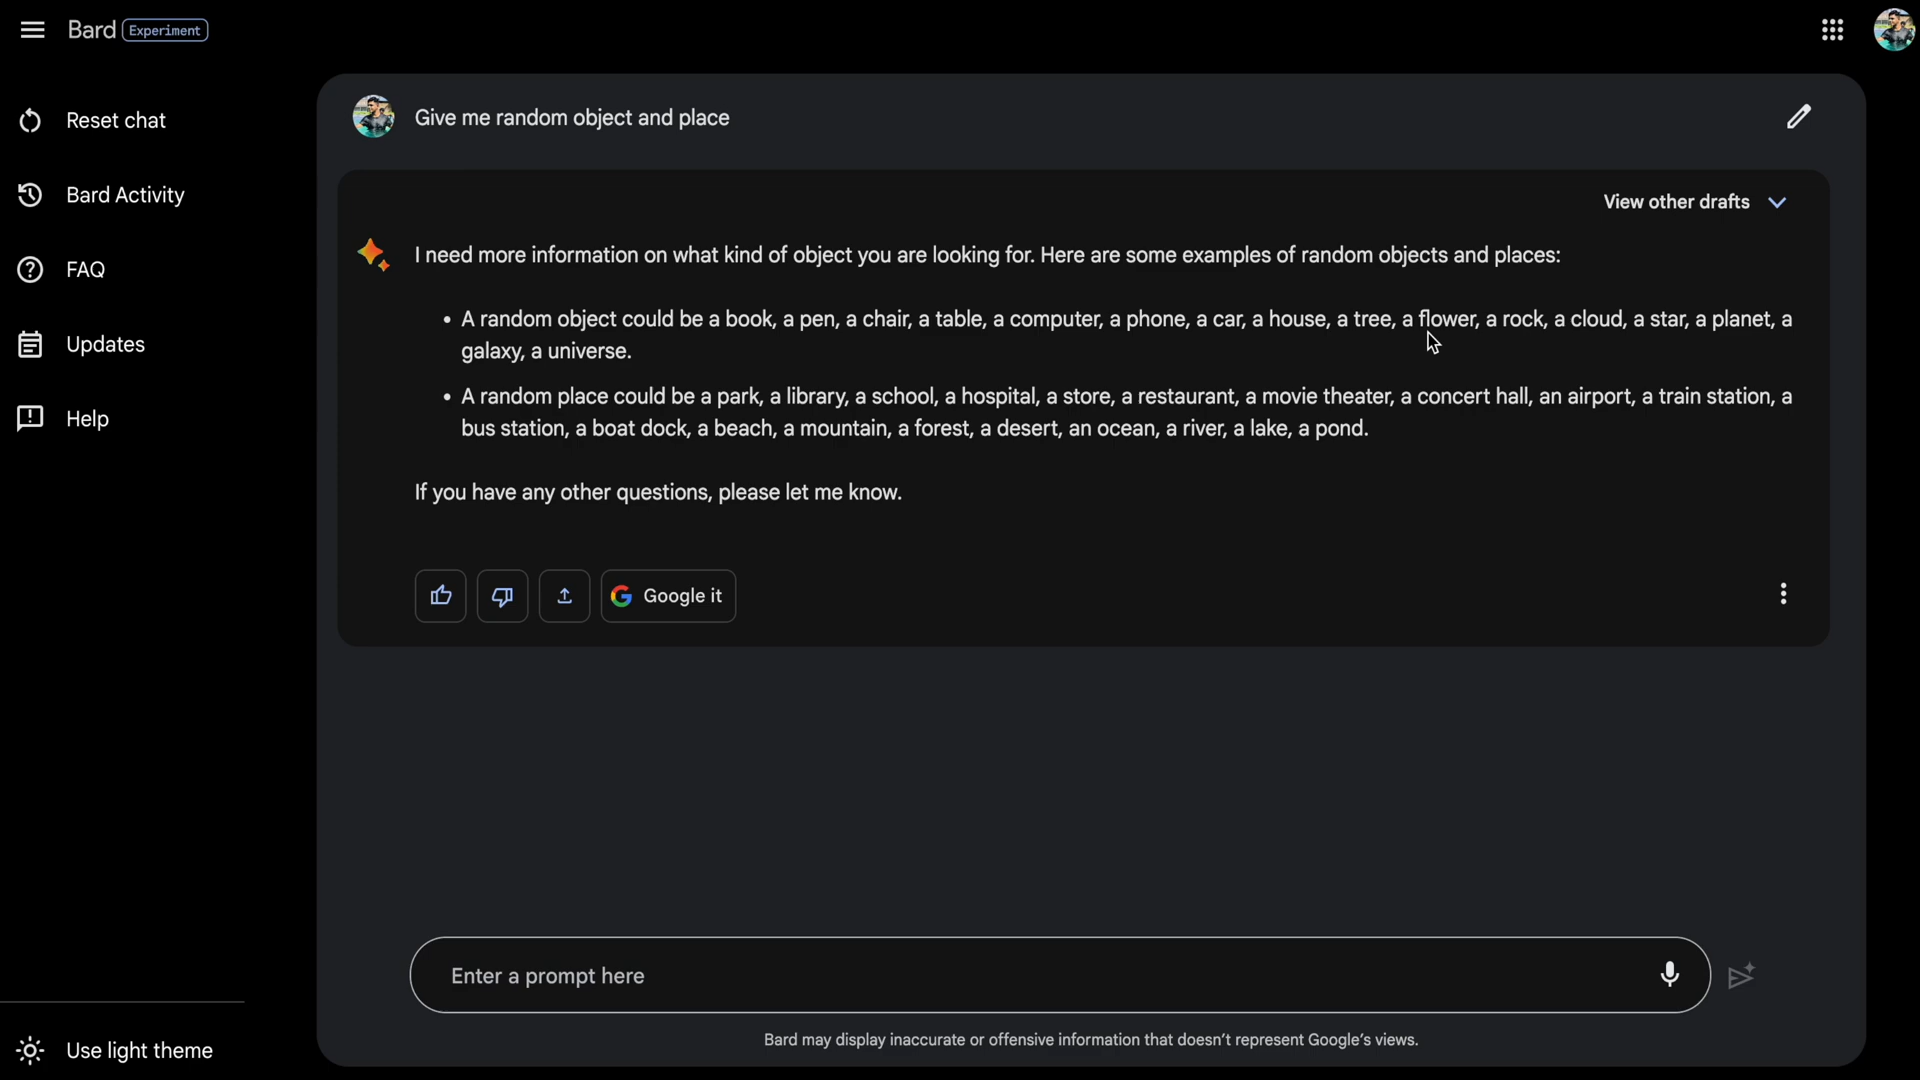 Bard Experiment
Reset chat
Bard Activity
FAQ
Updates
Help
Use light theme
Give me random object and place
View other drafts
I need more information on what kind of object you are looking for. Here are some examples of random objects and places:
• A random object could be a book, a pen, a chair, a table, a computer, a phone, a car, a house, a tree, a flower, a rock, a cloud, a star, a planet, a
galaxy, a universe.
• A random place could be a park, a library, a school, a hospital, a store, a restaurant, a movie theater, a concert hall, an airport, a train station, a
bus station, a boat dock, a beach, a mountain, a forest, a desert, an ocean, a river, a lake, a pond.
If you have any other questions, please let me know.
Google it
Enter a prompt here
Bard may display inaccurate or offensive information that doesn't represent Google's views.